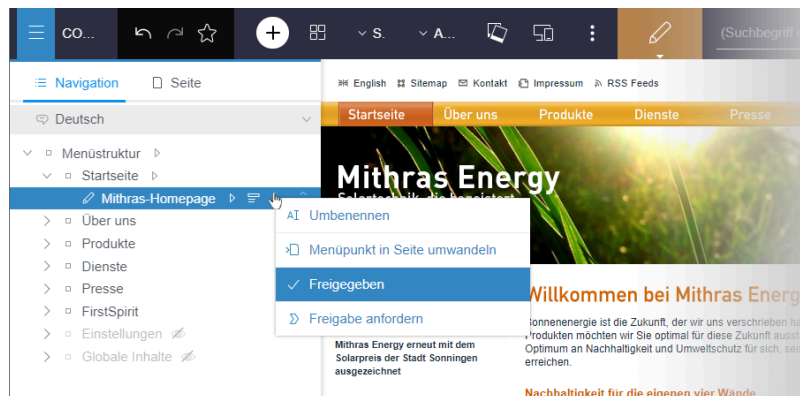 CO...
S.
A...
(Suchbegriff
Navigation
Seite
English
Sitemap
Kontakt
Impressum
RSS Feeds
Deutsch
Startseite
Über uns
Produkte
Dienste
Presse
Menüstruktur
Startseite
Mithras-Homepage
Über uns
Produkte
Dienste
Presse
FirstSpirit
Einstellungen
Globale Inhalte
Mithras Energy
Solartechnik, die begeistert
AI Umbenennen
Menüpunkt in Seite umwandeln
Freigegeben
Freigabe anfordern
Willkommen bei Mithras Energ
Sonnenenergie ist die Zukunft, der wir uns verschrieben ha
Produkten möchten wir Sie optimal für diese Zukunft ausst
Optimum an Nachhaltigkeit und Umweltschutz für sich, sei
erreichen.
Mithras Energy erneut mit dem
Solarpreis der Stadt Sonningen
ausgezeichnet
Nachhaltigkeit für die eigenen vier Wände